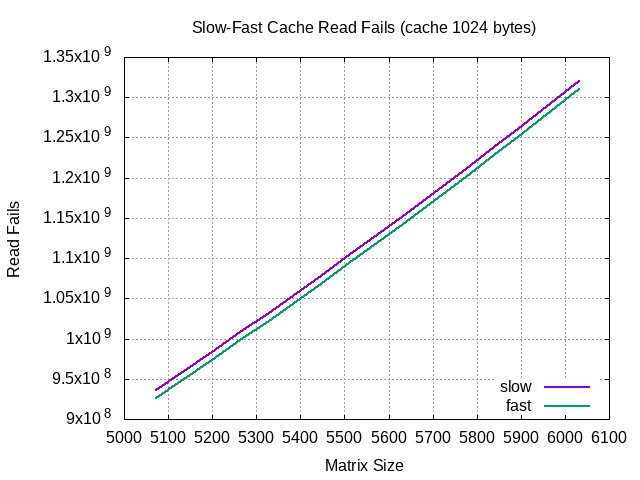 Slow-Fast Cache Read Fails (cache 1024 bytes)
1.35x10 9
1.3x10 9
1.25x10 9
1.2x10 9
1.15x10 9
1.1x10 9
1.05x10 9
1x10 9
9.5x10 8
9x10 8
Read Fails
slow
fast
5000 5100 5200 5300 5400 5500 5600 5700 5800 5900 6000 6100
Matrix Size